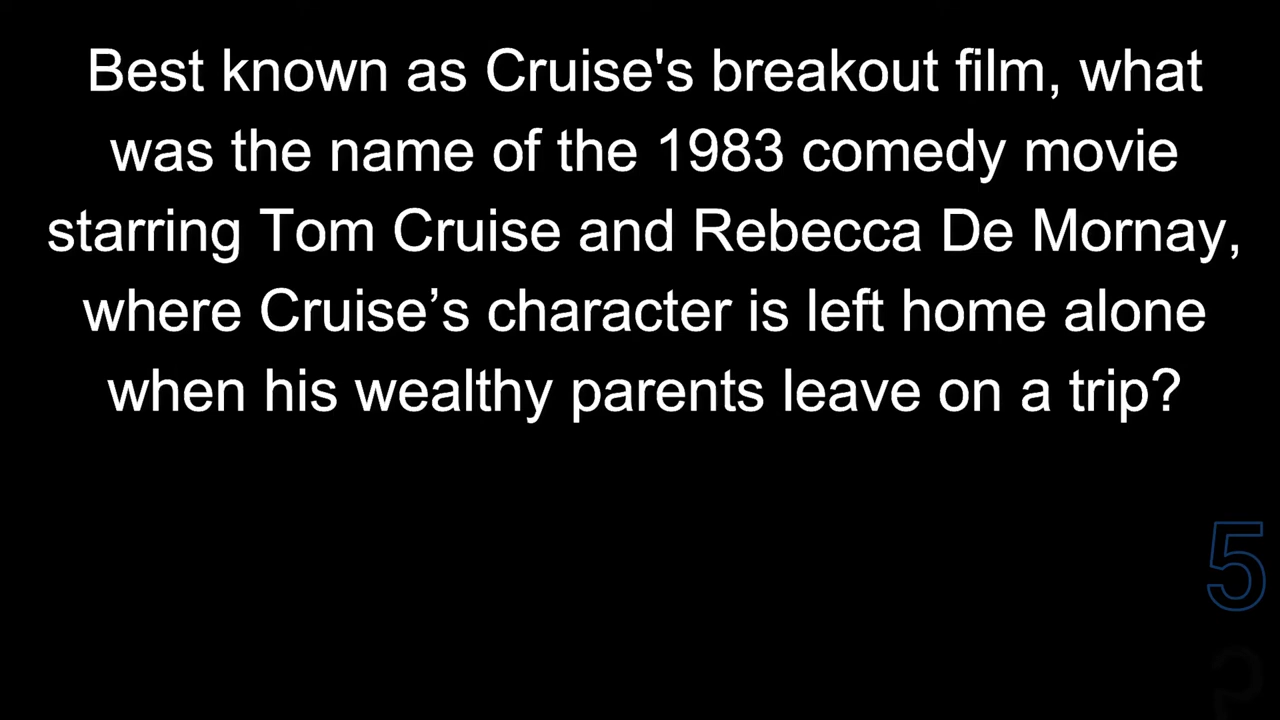 Best known as Cruise's breakout film, what
was the name of the 1983 comedy movie
starring Tom Cruise and Rebecca De Mornay,
where Cruise’s character is left home alone
when his wealthy parents leave on a trip?
5